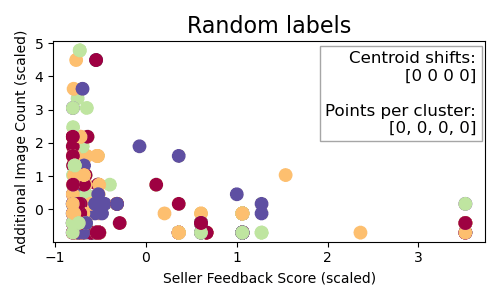 Random labels
Centroid shifts:
[0 0 0 0]
Points per cluster:
[0, 0, 0, 0]
Additional Image Count (scaled)
5
4
3
2
1
0
−1 0 1 2 3
Seller Feedback Score (scaled)